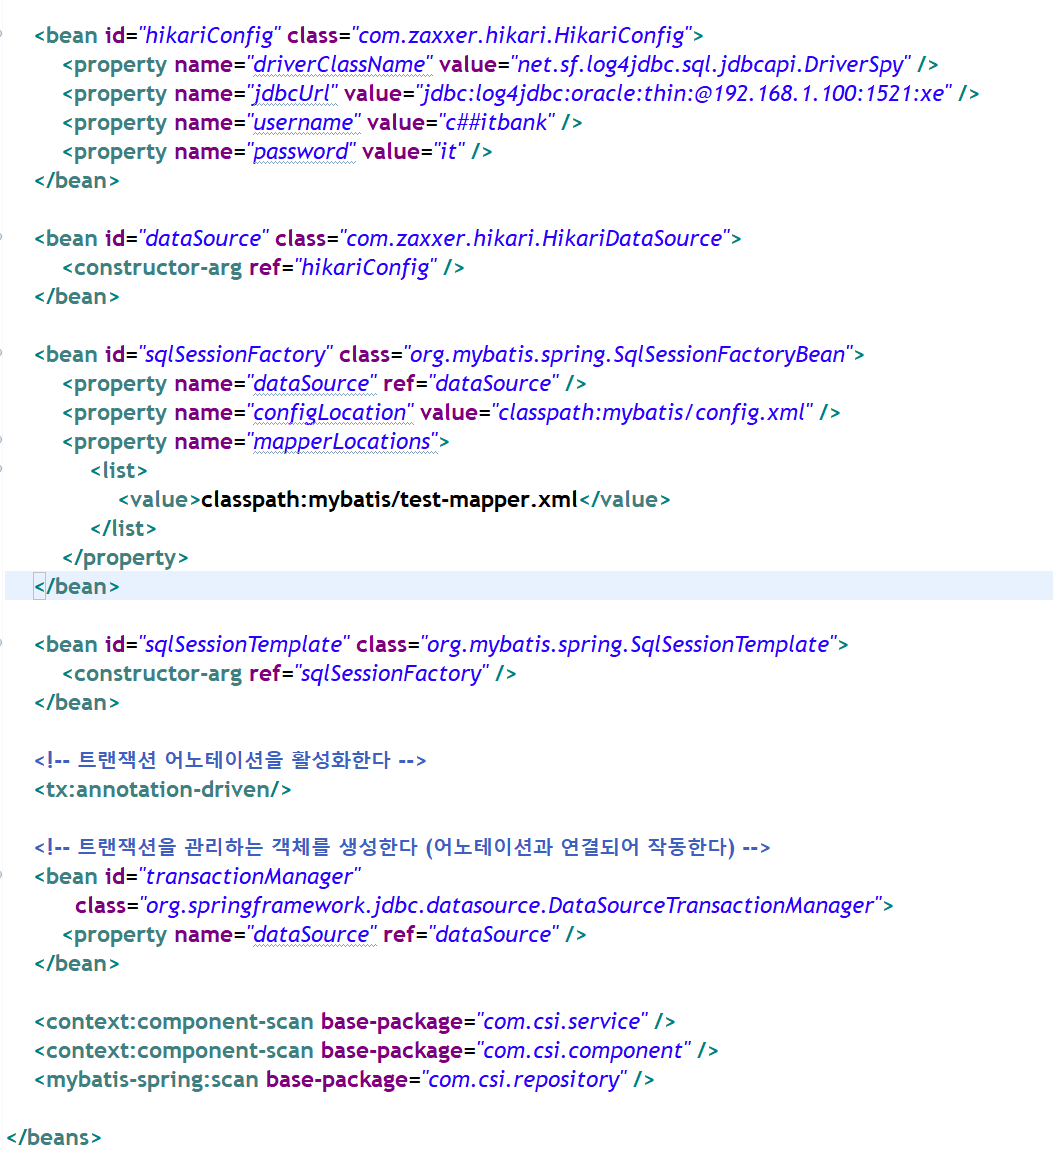 <bean id="hikariConfig" class="com.zaxxer.hikari.HikariConfig">
<property name="driverClassName" value="net.sf.log4jdbc.sql.jdbcapi.DriverSpy" />
<property name="jdbcUrl" value="jdbc:log4jdbc:oracle:thin:@192.168.1.100:1521:xe" />
<property name="username" value="c##itbank" />
<property name="password" value="it" />
</bean>
<bean id="dataSource" class="com.zaxxer.hikari.HikariDataSource">
<constructor-arg ref="hikariConfig" />
</bean>
<bean id="sqlSessionFactory" class="org.mybatis.spring.SqlSessionFactoryBean">
<property name="dataSource" ref="dataSource" />
<property name="configLocation" value="classpath:mybatis/config.xml" />
<property name="mapperLocations">
<list>
<value>classpath:mybatis/test-mapper.xml</value>
</list>
</property>
</bean>
<bean id="sqlSessionTemplate" class="org.mybatis.spring.SqlSessionTemplate">
<constructor-arg ref="sqlSessionFactory" />
</bean>
<!-- 트랜잭션 어노테이션을 활성화한다 -->
<tx:annotation-driven/>
<!-- 트랜잭션을 관리하는 객체를 생성한다 (어노테이션과 연결되어 작동한다) -->
<bean id="transactionManager"
class="org.springframework.jdbc.datasource.DataSourceTransactionManager">
<property name="dataSource" ref="dataSource" />
</bean>
<context:component-scan base-package="com.csi.service" />
<context:component-scan base-package="com.csi.component" />
<mybatis-spring:scan base-package="com.csi.repository" />
</beans>